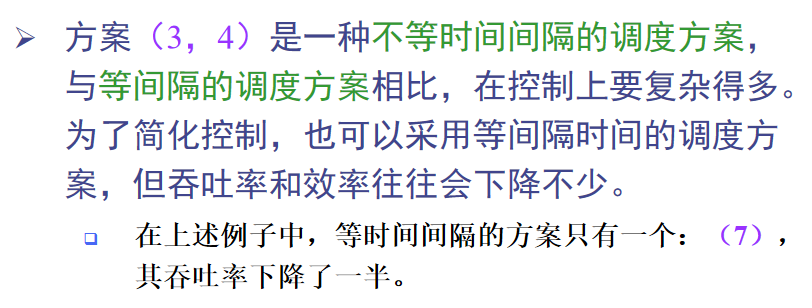 方案（3，4）是一种不等时间间隔的调度方案，
与等间隔的调度方案相比，在控制上要复杂得多。
为了简化控制，也可以采用等间隔时间的调度方
案，但吞吐率和效率往往会下降不少。
在上述例子中，等时间间隔的方案只有一个：（7），
其吞吐率下降了一半。